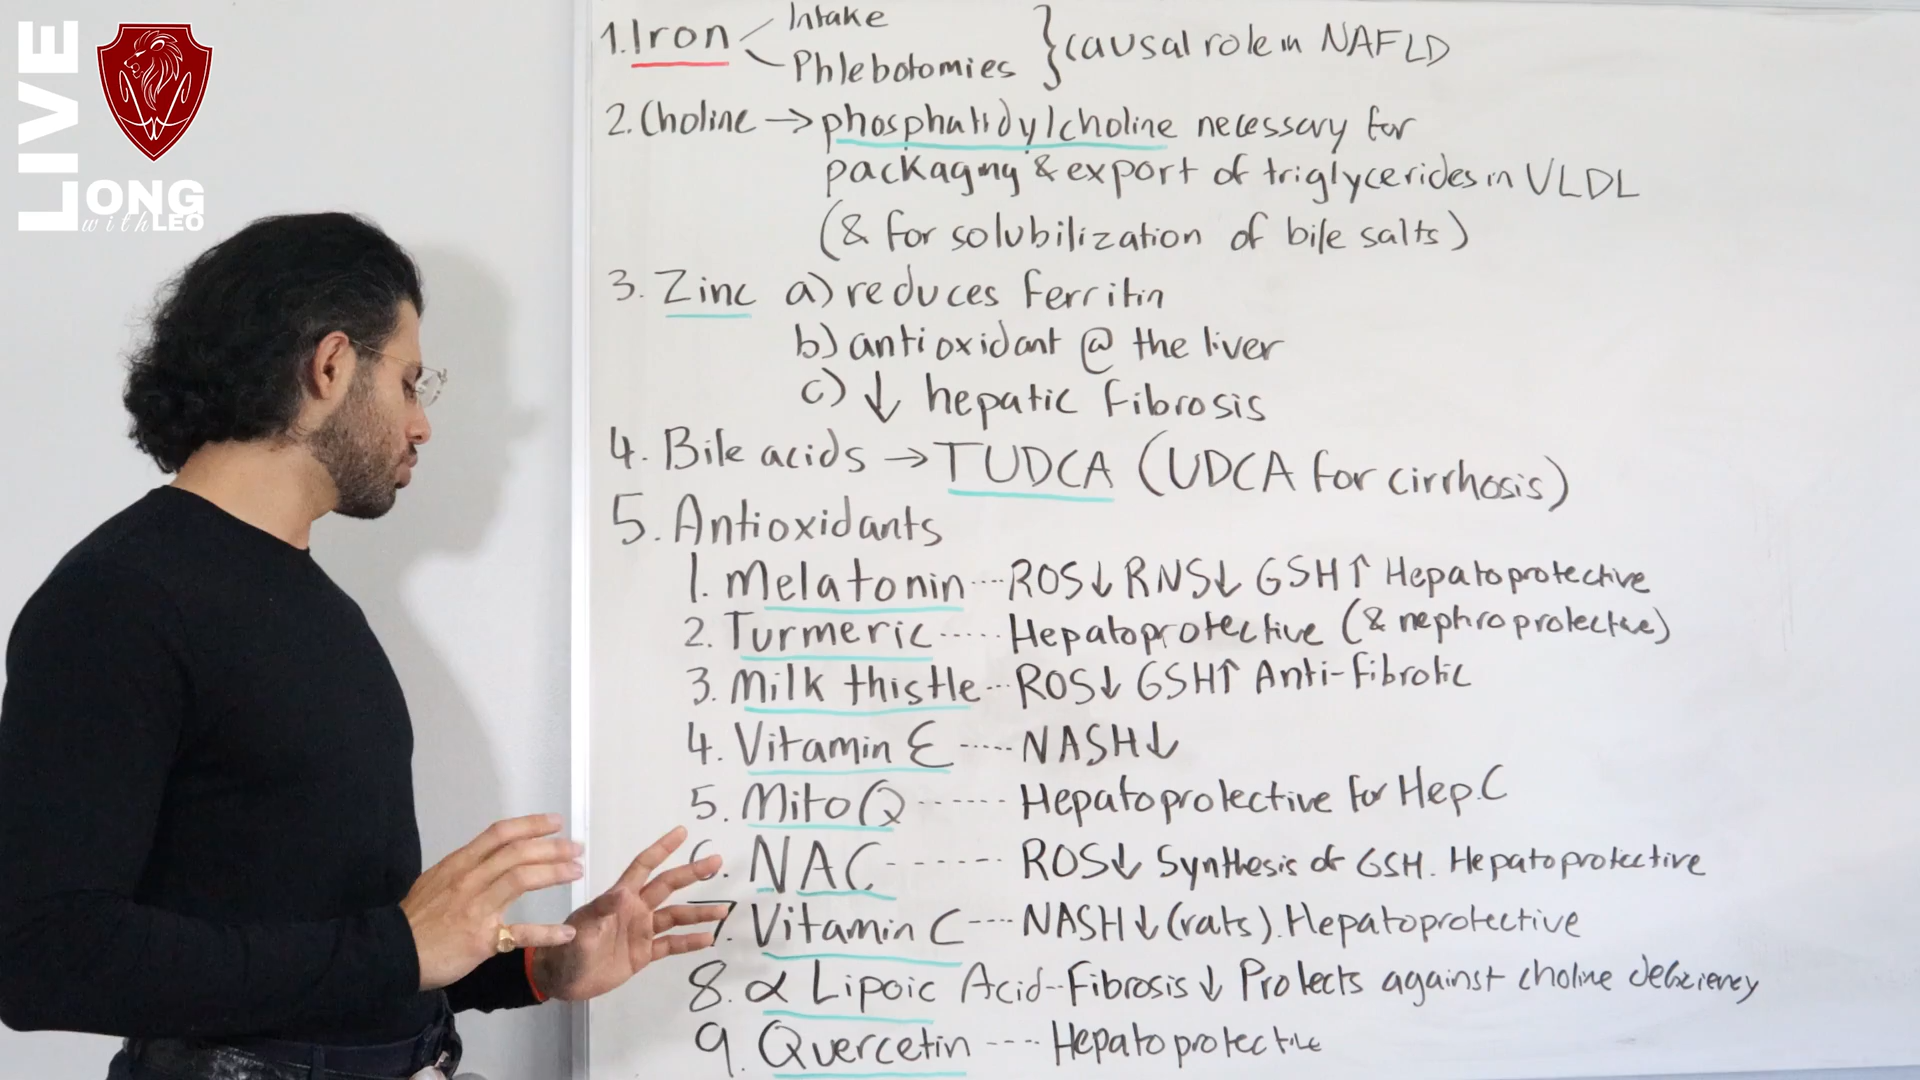 LIVE
LONG
with LEO
1. Iron Intake
Phlebotomies } causal role in NAFLD
2. Choline → phosphatidylcholine necessary for
packaging & export of triglycerides in VLDL
(& for solubilization of bile salts)
3. Zinc a) reduces ferritin
b) antioxidant @ the liver
c) ↓ hepatic fibrosis
4. Bile acids → TUDCA (UDCA for cirrhosis)
5. Antioxidants
1. Melatonin .... ROS↓ RNS↓ GSH↑ Hepatoprotective
2. Turmeric ..... Hepatoprotective (& nephroprotective)
3. Milk thistle ... ROS↓ GSH↑ Anti-fibrotic
4. Vitamin E ----- NASH↓
5. MitoQ ------ Hepatoprotective for Hep.C
6. NAC ------ ROS↓ Synthesis of GSH. Hepatoprotective
7. Vitamin C ---- NASH↓ (rats). Hepatoprotective
8. α Lipoic Acid -- Fibrosis↓ Protects against choline deficiency
9. Quercetin ---- Hepatoprotective